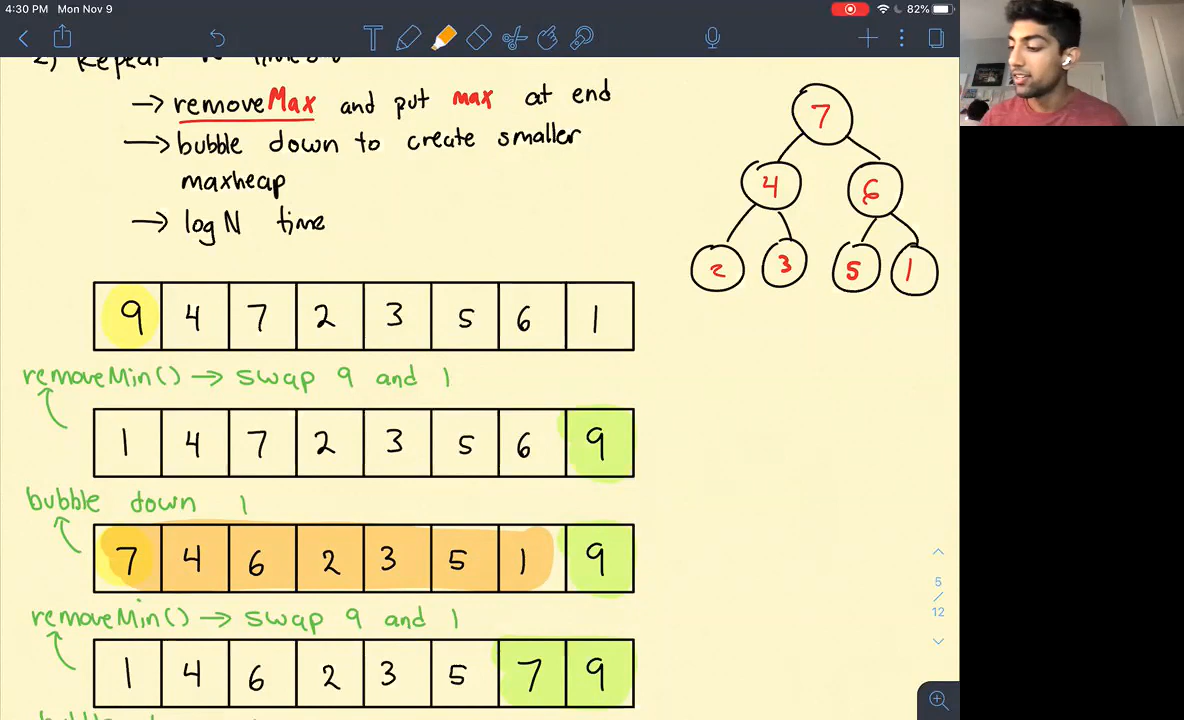 4:30 PM Mon Nov 9
82%
2) Repeat N times:
→ removeMax and put max at end
→ bubble down to create smaller
maxheap
→ log N time
7
4 6
2 3 5 1
9 4 7 2 3 5 6 1
removeMin() → swap 9 and 1
1 4 7 2 3 5 6 9
bubble down 1
7 4 6 2 3 5 1 9
removeMin() → swap 9 and 1
1 4 6 2 3 5 7 9
5
/
12